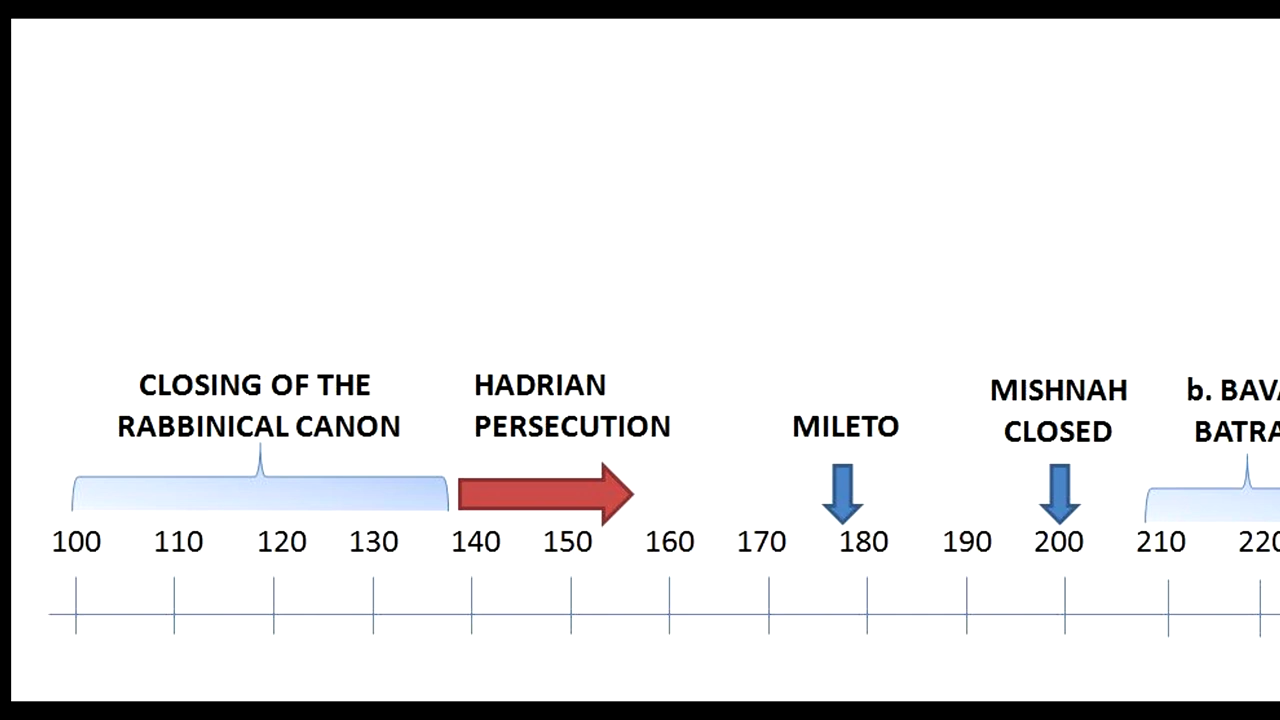 CLOSING OF THE
RABBINICAL CANON
HADRIAN
PERSECUTION
MILETO
MISHNAH
CLOSED
b.
BATRA
100 110 120 130 140 150 160 170 180 190 200 210